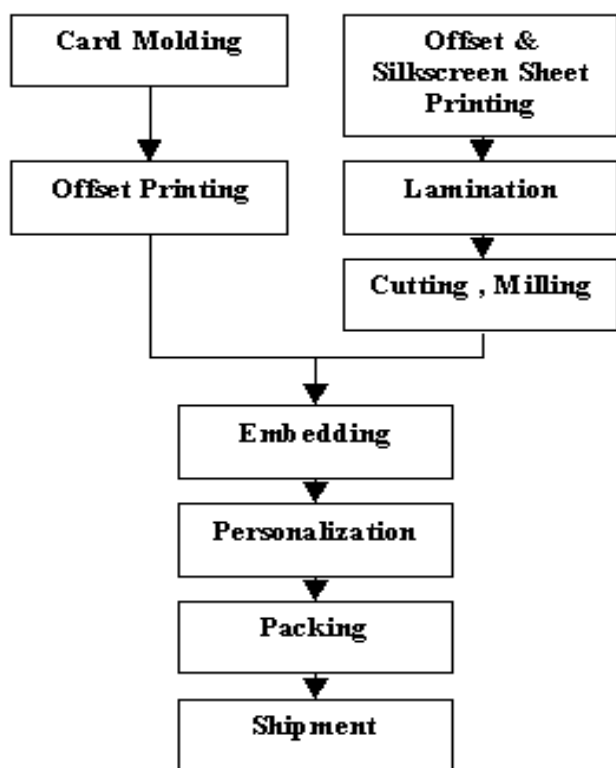 Card Molding
Offset &
Silkscreen Sheet
Printing
Offset Printing
Lamination
Cutting , Milling
Embedding
Personalization
Packing
Shipment